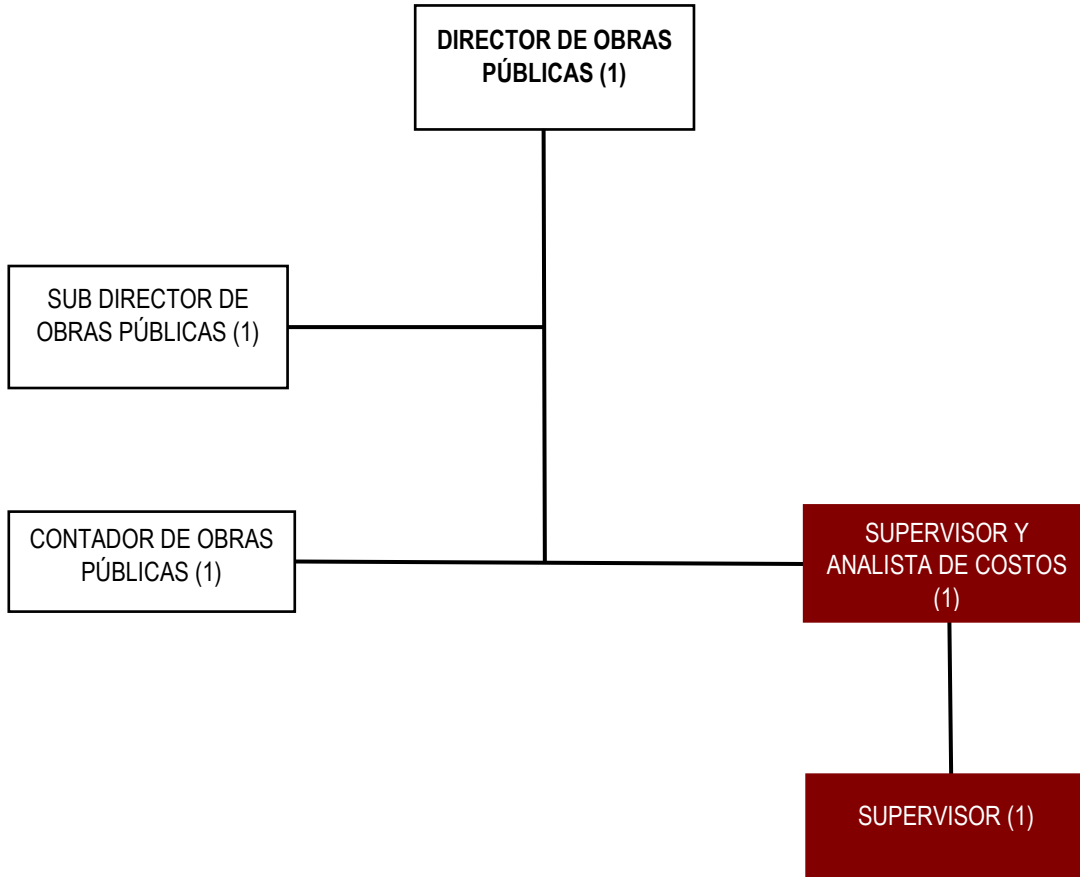 DIRECTOR DE OBRAS
PÚBLICAS (1)
SUB DIRECTOR DE
OBRAS PÚBLICAS (1)
CONTADOR DE OBRAS
PÚBLICAS (1)
SUPERVISOR Y
ANALISTA DE COSTOS
(1)
SUPERVISOR (1)